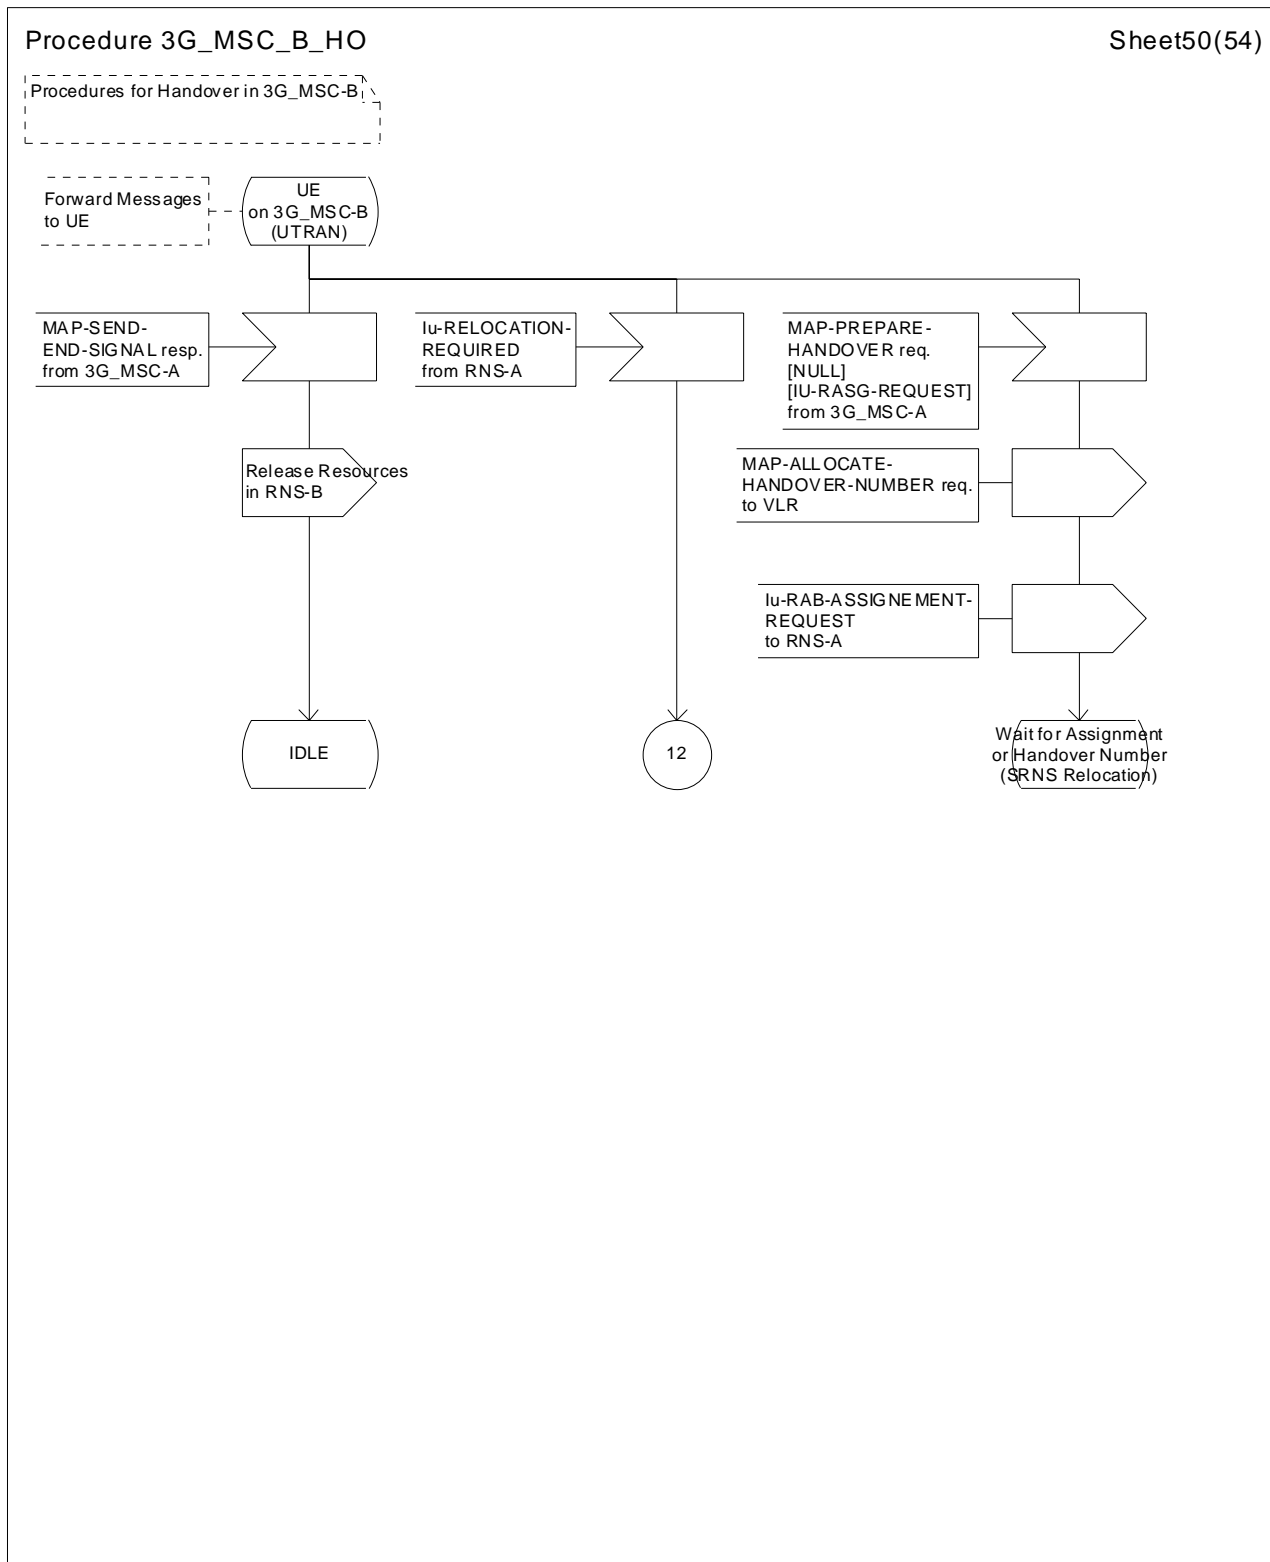 Procedure 3G_MSC_B_HO
Sheet50(54)
Procedures for Handover in 3G_MSC-B
Forward Messages
to UE
UE
on 3G_MSC-B
(UTRAN)
MAP-SEND-
END-SIGNAL resp.
from 3G_MSC-A
Iu-RELOCATION-
REQUIRED
from RNS-A
MAP-PREPARE-
HANDOVER req.
[NULL]
[IU-RASG-REQUEST]
from 3G_MSC-A
Release Resources
in RNS-B
MAP-ALLOCATE-
HANDOVER-NUMBER req.
to VLR
Iu-RAB-ASSIGNEMENT-
REQUEST
to RNS-A
IDLE
12
Wait for Assignment
or Handover Number
(SRNS Relocation)